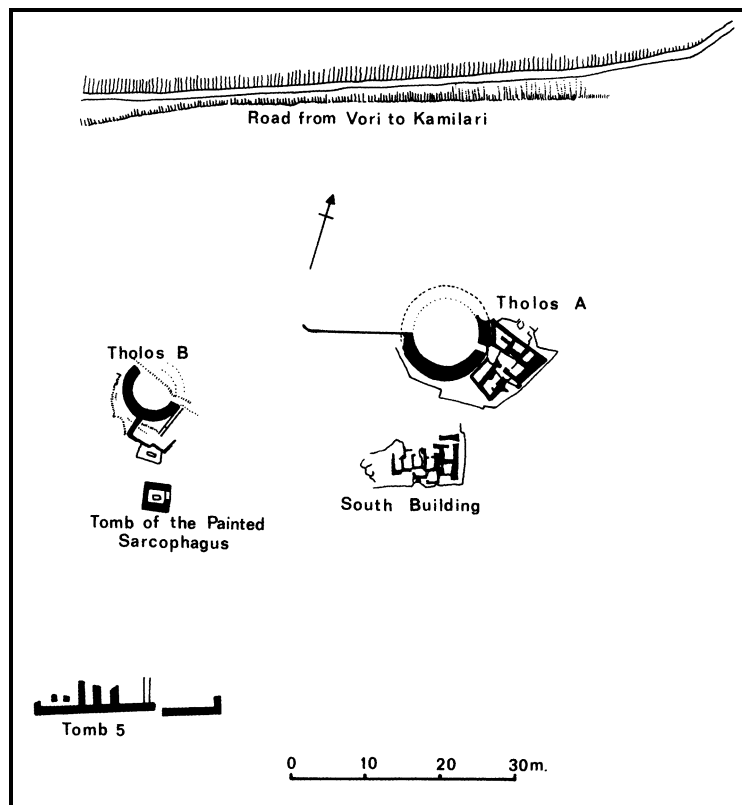 Road from Vori to Kamilari
Tholos A
Tholos B
South Building
Tomb of the Painted
Sarcophagus
Tomb 5
0 10 20 30 m.